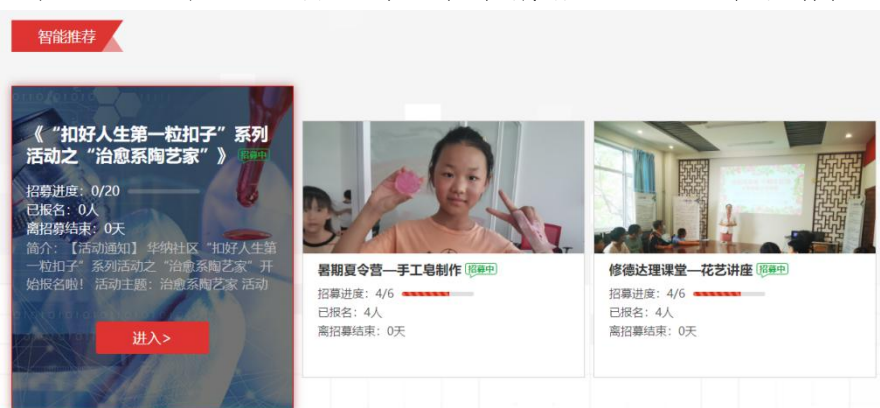 智能推荐
《“扣好人生第一粒扣子”系列
活动之“治愈系陶艺家”》 招募中
招募进度：0/20
已报名：0人
离招募结束：0天
简介：【活动通知】 华纳社区“扣好人生第
一粒扣子”系列活动之“治愈系陶艺家”开
始报名啦！ 活动主题：治愈系陶艺家 活动
进入>
暑期夏令营—手工皂制作 招募中
招募进度：4/6
已报名：4人
离招募结束：0天
修德达理课堂—花艺讲座 招募中
招募进度：4/6
已报名：4人
离招募结束：0天